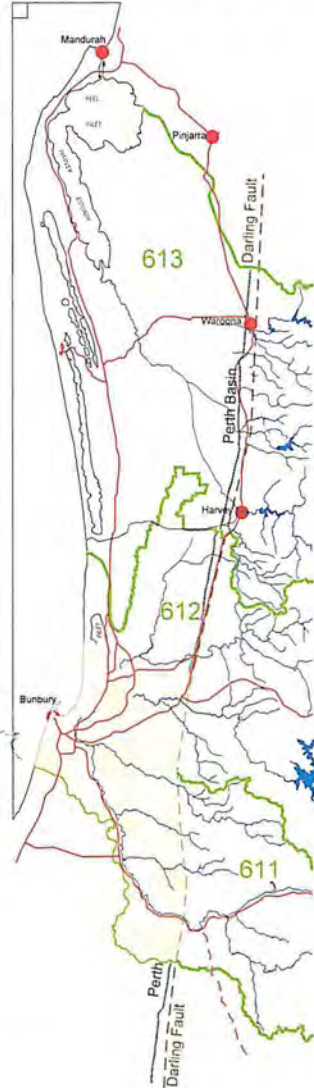 Mandurah
Pinjarra
613
Darling Fault
Waroona
Perth Basin
Harvey
612
Bunbury
611
Perth
Darling Fault